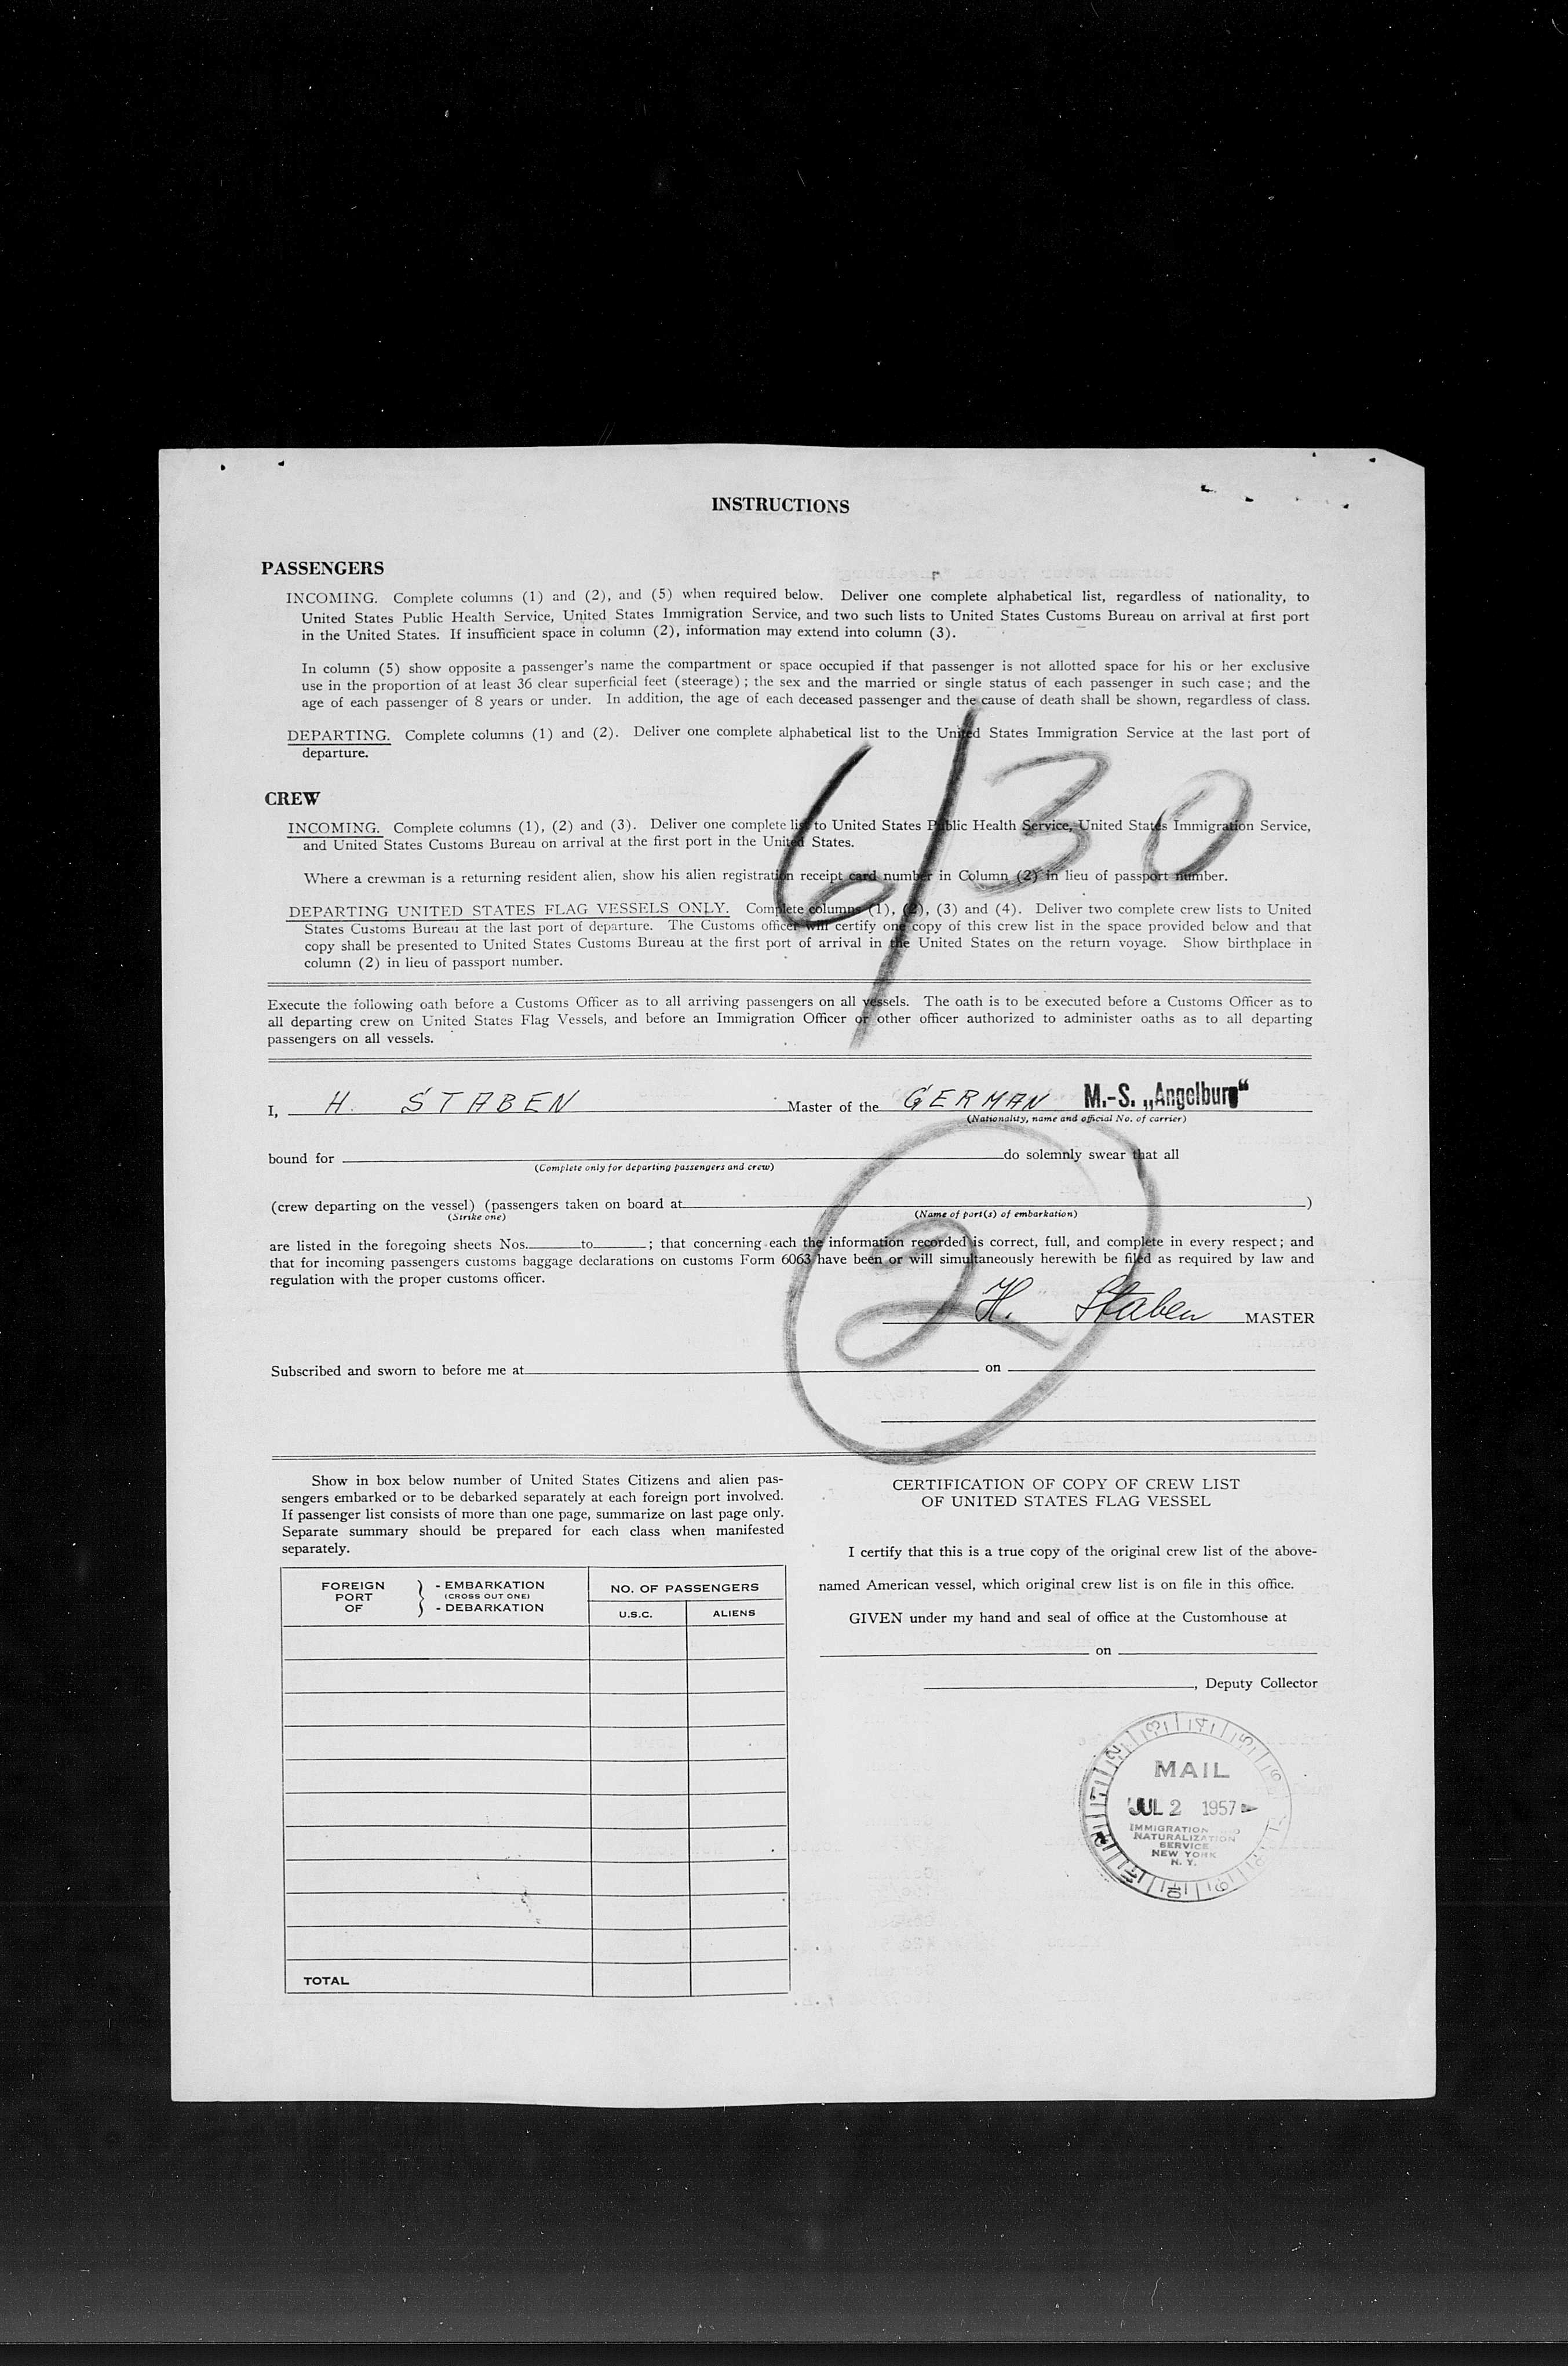 INSTRUCTIONS
PASSENGERS
INCOMING. Complete columns (1) and (2), and (5) when required below. Deliver one complete alphabetical list, regardless of nationality, to
United States Public Health Service, United States Immigration Service, and two such lists to United States Customs Bureau on arrival at first port
in the United States. If insufficient space in column (2), information may extend into column (3).
In column (5) show opposite a passenger's name the compartment or space occupied if that passenger is not allotted space for his or her exclusive
use in the proportion of at least 36 clear superficial feet (steerage); the sex and the married or single status of each passenger in such case; and the
age of each passenger of 8 years or under. In addition, the age of each deceased passenger and the cause of death shall be shown, regardless of class.
DEPARTING. Complete columns (1) and (2). Deliver one complete alphabetical list to the United States Immigration Service at the last port of
departure.
6/30
CREW
INCOMING. Complete columns (1), (2) and (3). Deliver one complete list to United States Public Health Service, United States Immigration Service,
and United States Customs Bureau on arrival at the first port in the United States.
Where a crewman is a returning resident alien, show his alien registration receipt card number in Column (2) in lieu of passport number.
DEPARTING UNITED STATES FLAG VESSELS ONLY. Complete columns (1), (2), (3) and (4). Deliver two complete crew lists to United
States Customs Bureau at the last port of departure. The Customs officer will certify one copy of this crew list in the space provided below and that
copy shall be presented to United States Customs Bureau at the first port of arrival in the United States on the return voyage. Show birthplace in
column (2) in lieu of passport number.
Execute the following oath before a Customs Officer as to all arriving passengers on all vessels. The oath is to be executed before a Customs Officer as to
all departing crew on United States Flag Vessels, and before an Immigration Officer or other officer authorized to administer oaths as to all departing
passengers on all vessels.
I, H. STABEN Master of the GERMAN M.-S. „Angelburg“
(Nationality, name and official No. of carrier)
bound for do solemnly swear that all
(Complete only for departing passengers and crew)
(crew departing on the vessel) (passengers taken on board at )
(Strike one) (Name of port(s) of embarkation)
are listed in the foregoing sheets Nos. to ; that concerning each the information recorded is correct, full, and complete in every respect; and
that for incoming passengers customs baggage declarations on customs Form 6063 have been or will simultaneously herewith be filed as required by law and
regulation with the proper customs officer.
2
H. Staben MASTER
Subscribed and sworn to before me at on
Show in box below number of United States Citizens and alien pas-
sengers embarked or to be debarked separately at each foreign port involved.
If passenger list consists of more than one page, summarize on last page only.
Separate summary should be prepared for each class when manifested
separately.
FOREIGN PORT OF } - EMBARKATION (CROSS OUT ONE) - DEBARKATION
NO. OF PASSENGERS
U.S.C. ALIENS
TOTAL
CERTIFICATION OF COPY OF CREW LIST
OF UNITED STATES FLAG VESSEL
I certify that this is a true copy of the original crew list of the above-
named American vessel, which original crew list is on file in this office.
GIVEN under my hand and seal of office at the Customhouse at
on
, Deputy Collector
MAIL
JUL 2 1957
IMMIGRATION AND
NATURALIZATION
SERVICE
NEW YORK
N. Y.